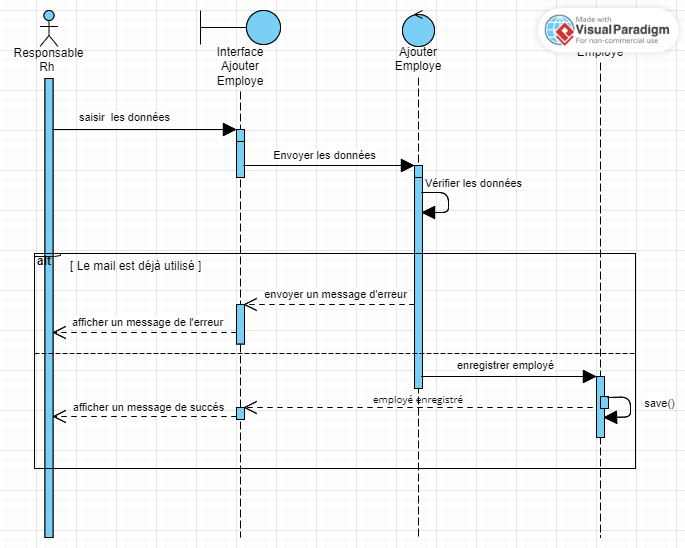 Made with
VisualParadigm
For non-commercial use
Responsable
Rh
Interface
Ajouter
Employe
Ajouter
Employe
Employe
saisir les données
Envoyer les données
Vérifier les données
alt
[ Le mail est déjà utilisé ]
envoyer un message d'erreur
afficher un message de l'erreur
enregistrer employé
employé enregistré
afficher un message de succés
save()